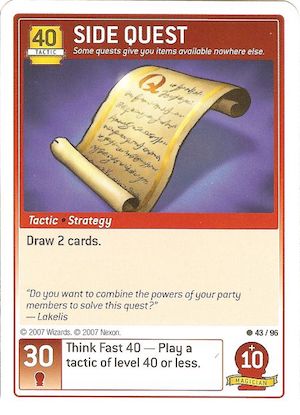 40
TACTIC
SIDE QUEST
Some quests give you items available nowhere else.
Q
Tactic • Strategy
Draw 2 cards.
"Do you want to combine the powers of your party
members to solve this quest?"
— Lakelis
© 2007 Wizards. © 2007 Nexon.
43 / 96
30
Think Fast 40 — Play a
tactic of level 40 or less.
+
10
MAGICIAN